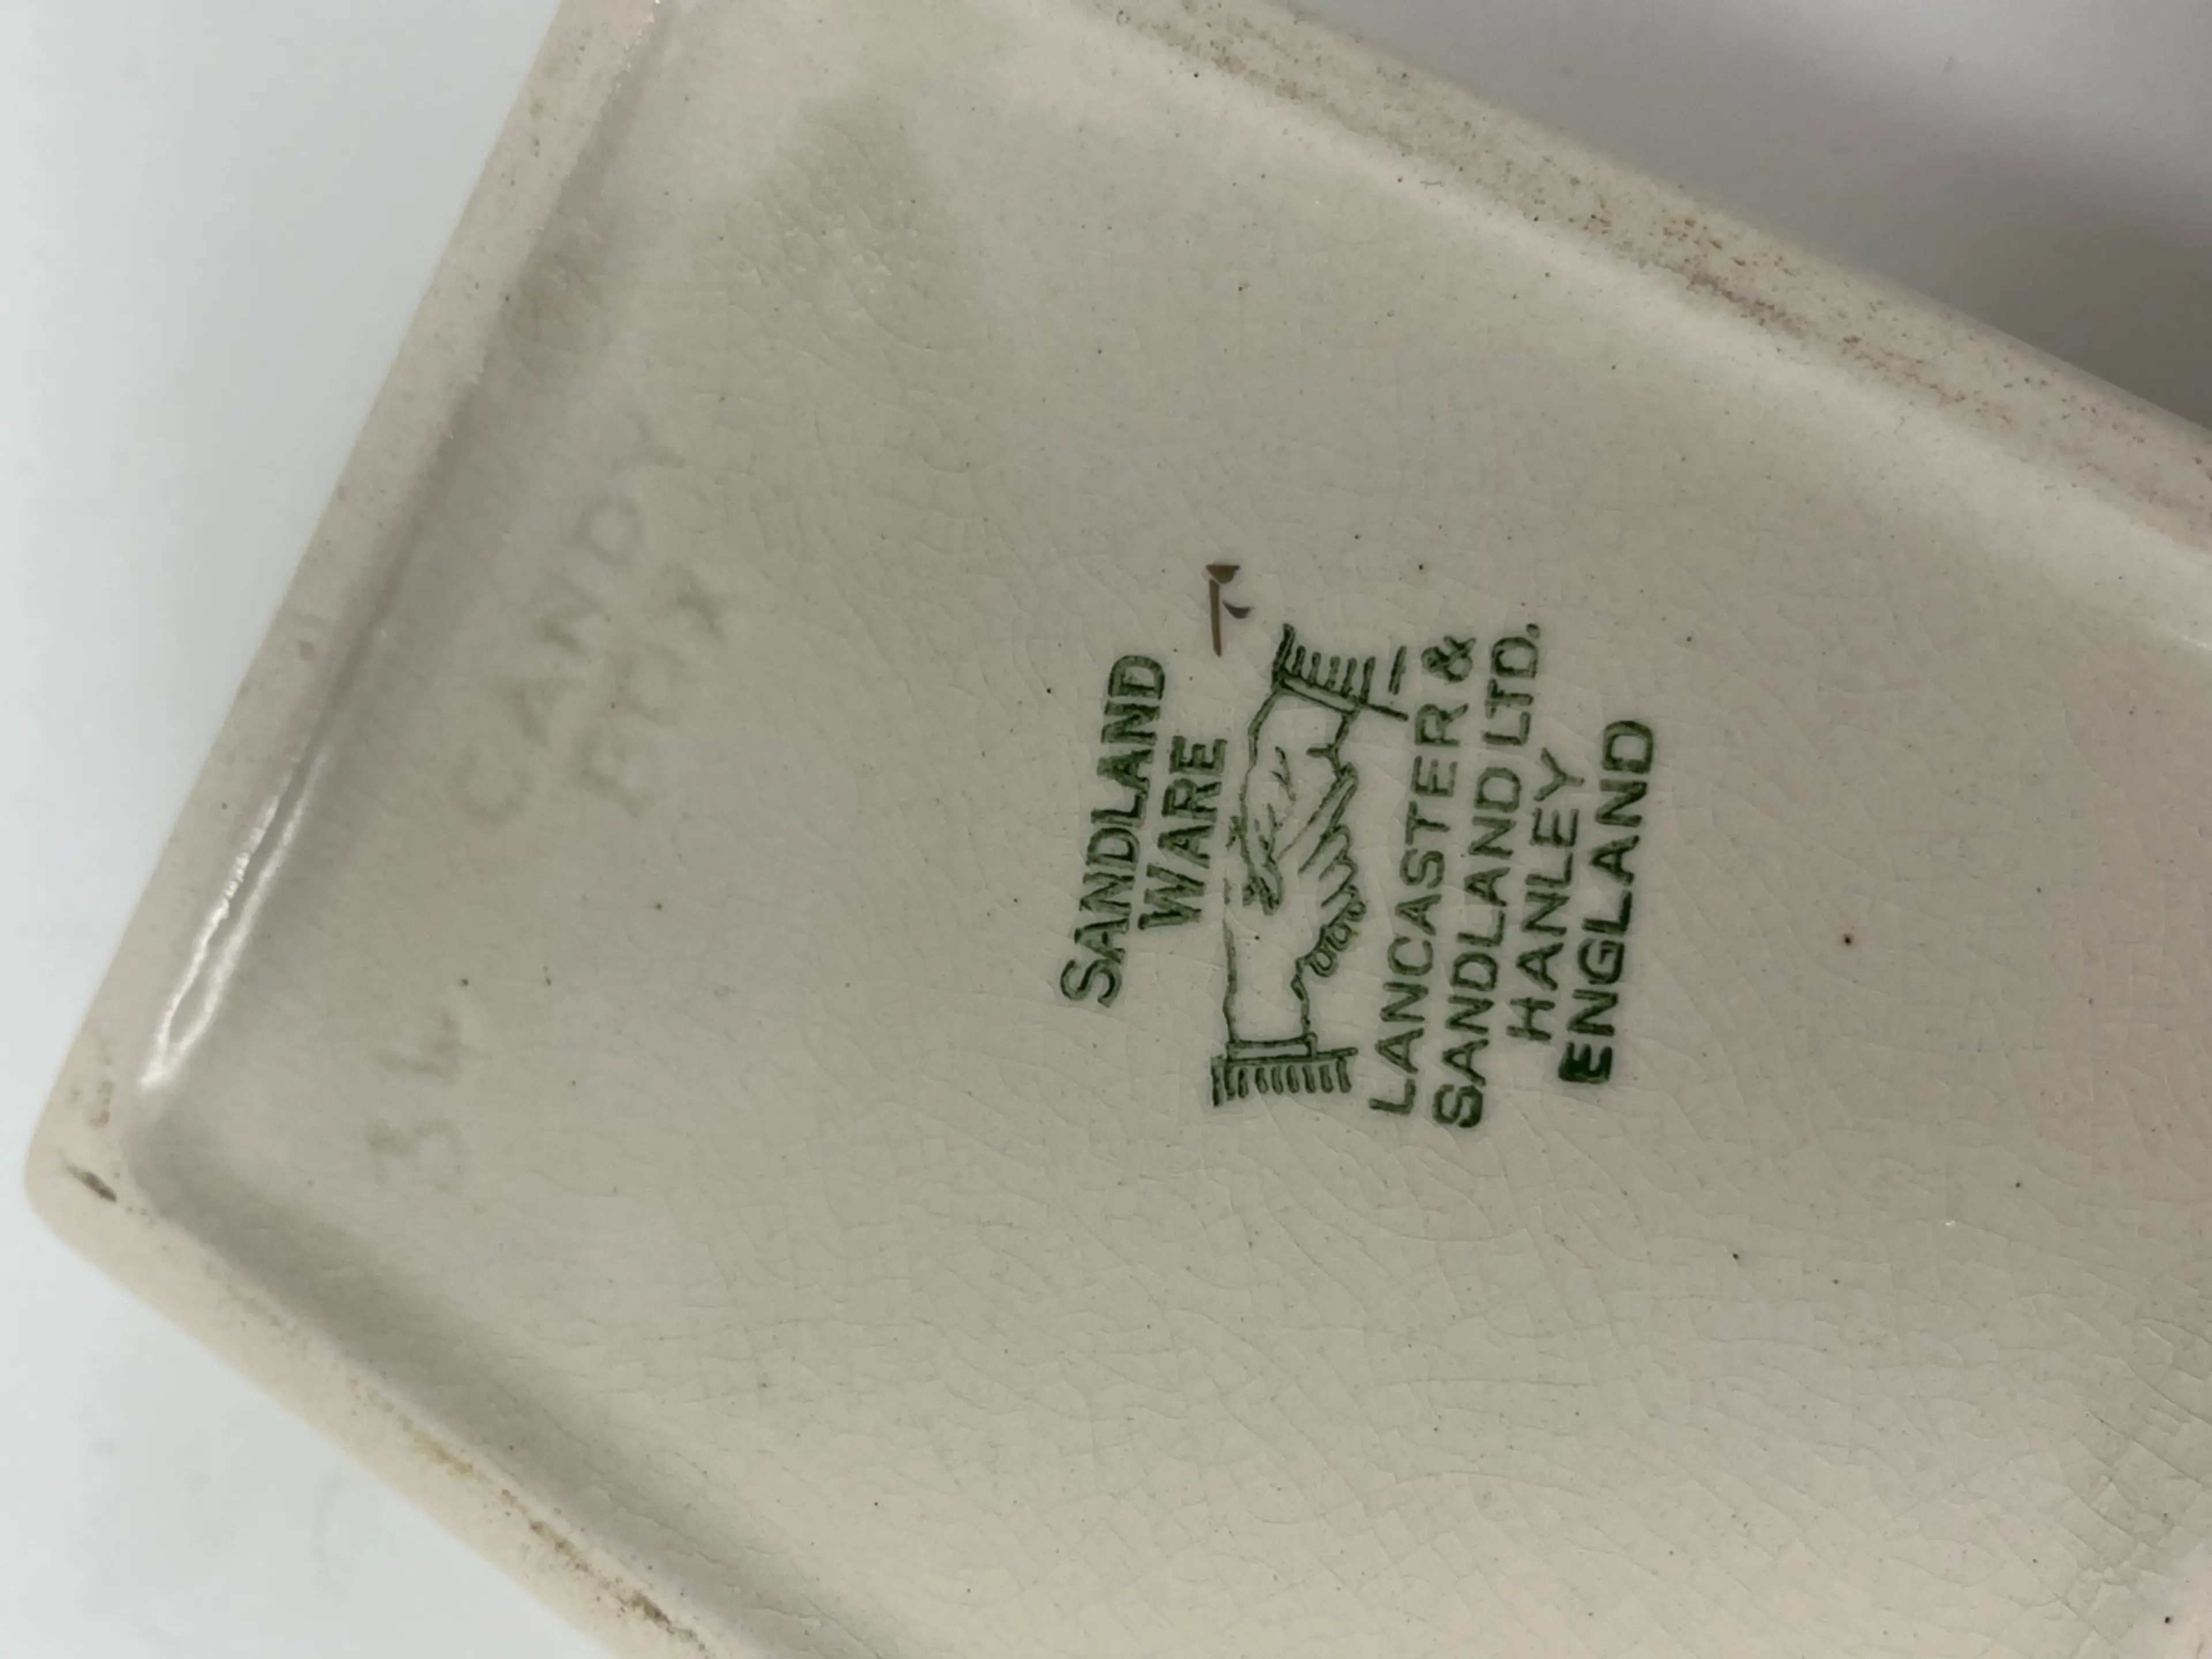 CANDY
BOX
34
SANDLAND
WARE
LANCASTER &
SANDLAND LTD.
HANLEY
ENGLAND